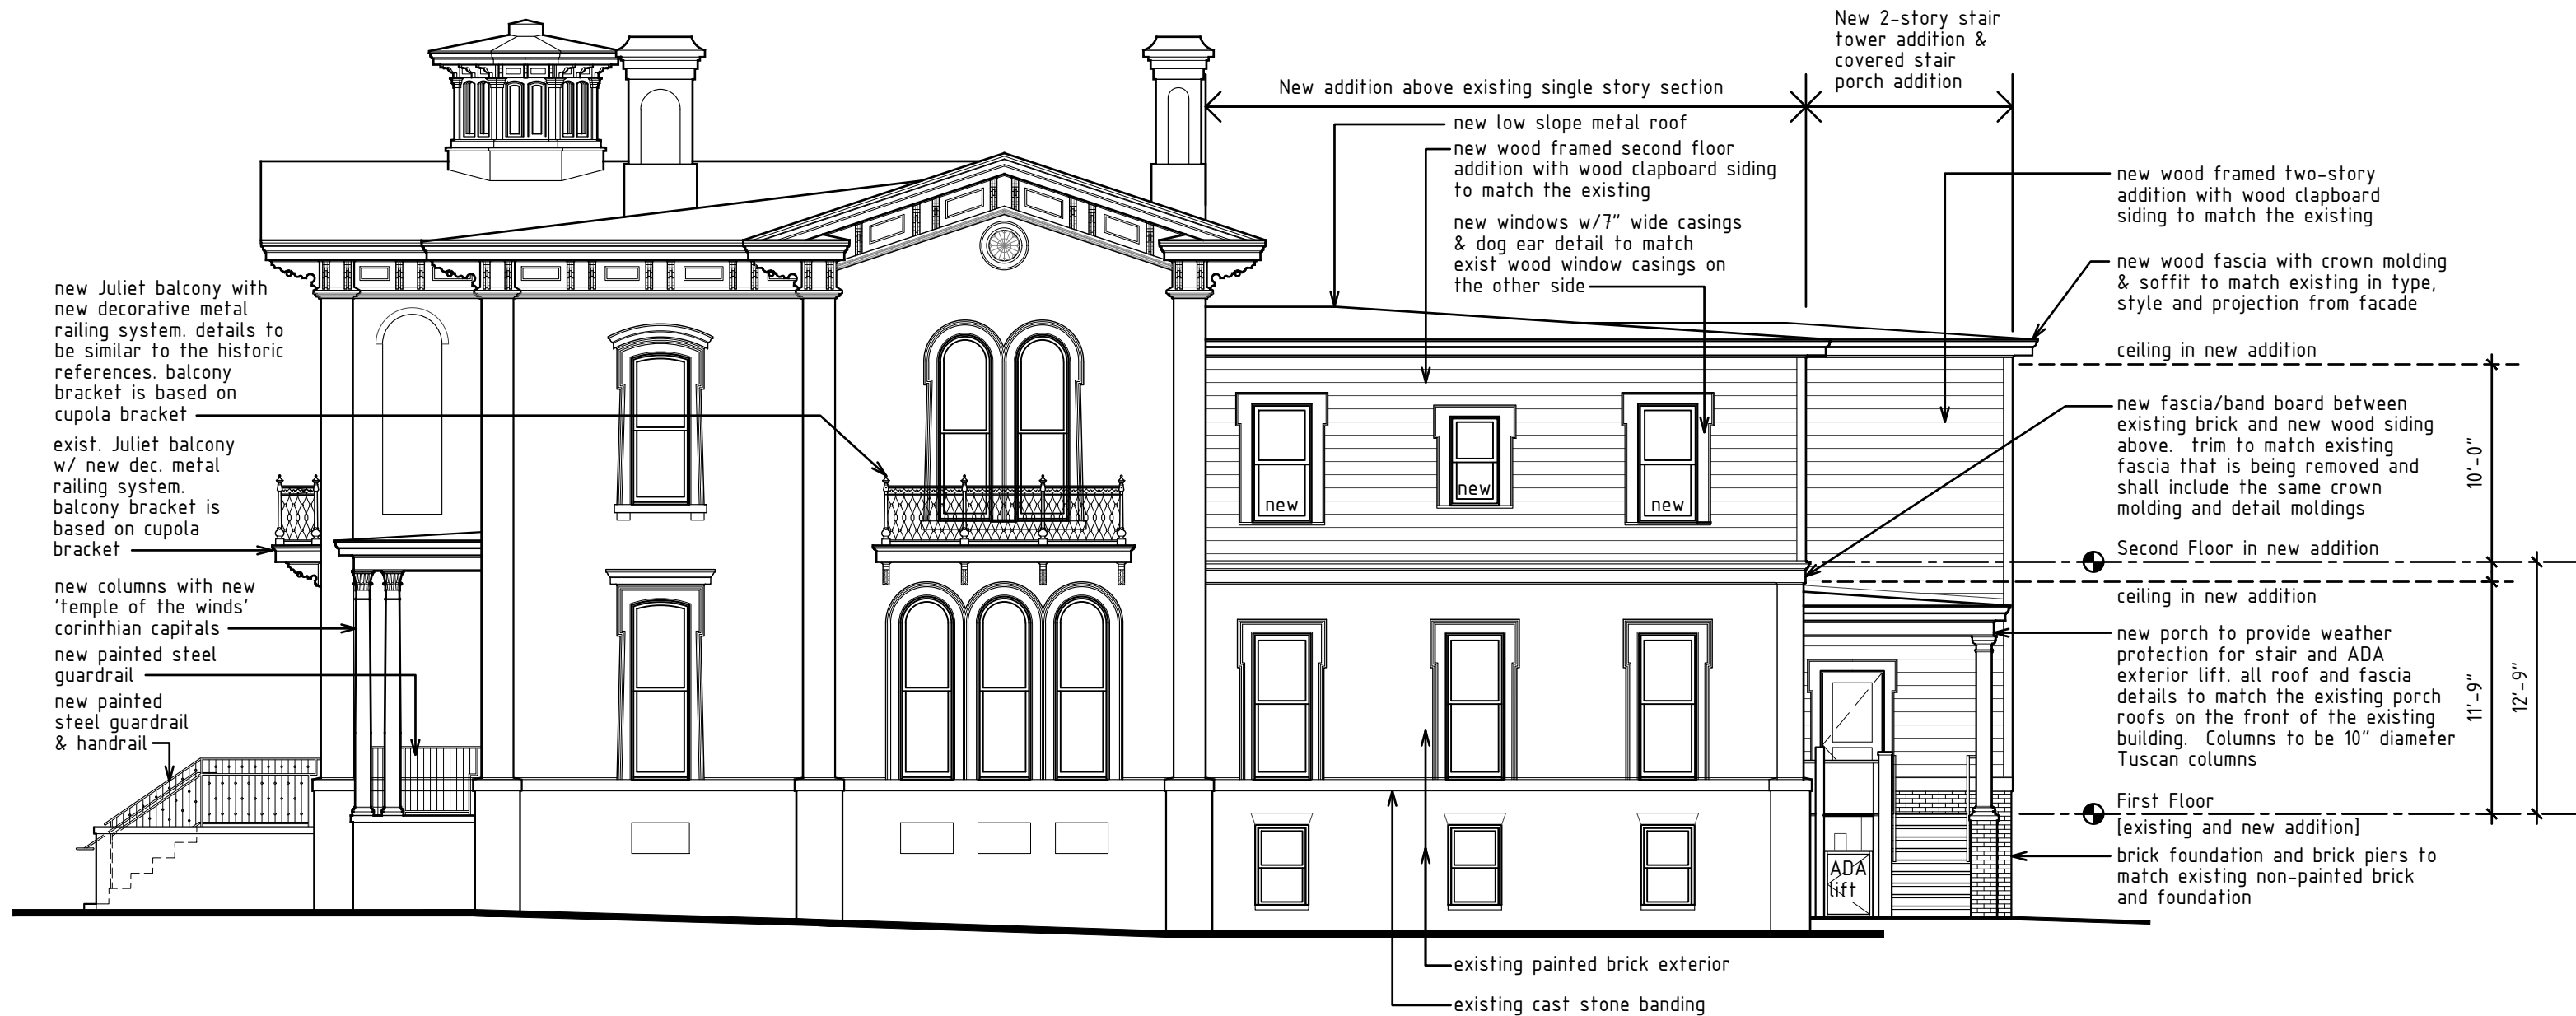 New 2-story stair
tower addition &
covered stair
porch addition
New addition above existing single story section
new low slope metal roof
new wood framed second floor
addition with wood clapboard siding
to match the existing
new windows w/7" wide casings
& dog ear detail to match
exist wood window casings on
the other side
new wood framed two-story
addition with wood clapboard
siding to match the existing
new wood fascia with crown molding
& soffit to match existing in type,
style and projection from facade
ceiling in new addition
new fascia/band board between
existing brick and new wood siding
above. trim to match existing
fascia that is being removed and
shall include the same crown
molding and detail moldings
10'-0"
Second Floor in new addition
ceiling in new addition
new porch to provide weather
protection for stair and ADA
exterior lift. all roof and fascia
details to match the existing porch
roofs on the front of the existing
building. Columns to be 10" diameter
Tuscan columns
11'-9"
12'-9"
First Floor
[existing and new addition]
brick foundation and brick piers to
match existing non-painted brick
and foundation
new Juliet balcony with
new decorative metal
railing system. details to
be similar to the historic
references. balcony
bracket is based on
cupola bracket
exist. Juliet balcony
w/ new dec. metal
railing system.
balcony bracket is
based on cupola
bracket
new columns with new
'temple of the winds'
corinthian capitals
new painted steel
guardrail
new painted
steel guardrail
& handrail
new
new
new
ADA
lift
existing painted brick exterior
existing cast stone banding